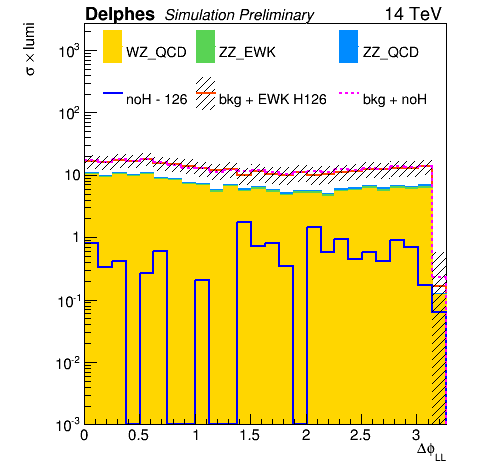 Delphes Simulation Preliminary 14 TeV
σ × lumi
WZ_QCD ZZ_EWK ZZ_QCD
noH - 126 bkg + EWK H126 bkg + noH
10³
10²
10
1
10⁻¹
10⁻²
10⁻³
0 0.5 1 1.5 2 2.5 3
Δϕ_LL